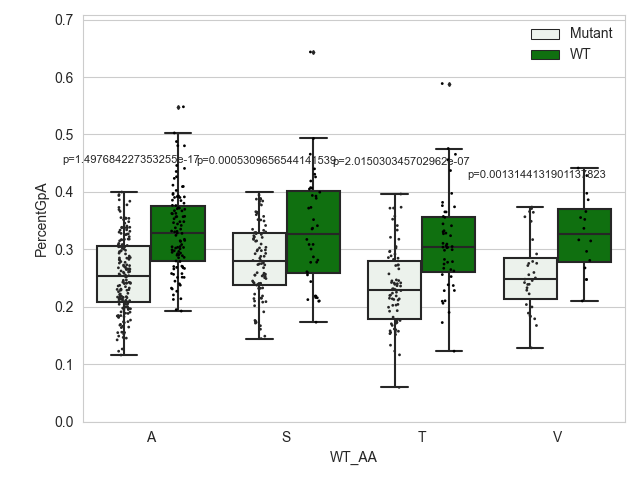 0.7
Mutant
WT
0.6
0.5
p=1.497684227353255e-17
p=0.0005309656544141539
p=2.015030345702962e-07
p=0.0013144131901137823
0.4
PercentGpA
0.3
0.2
0.1
0.0
A S T V
WT_AA